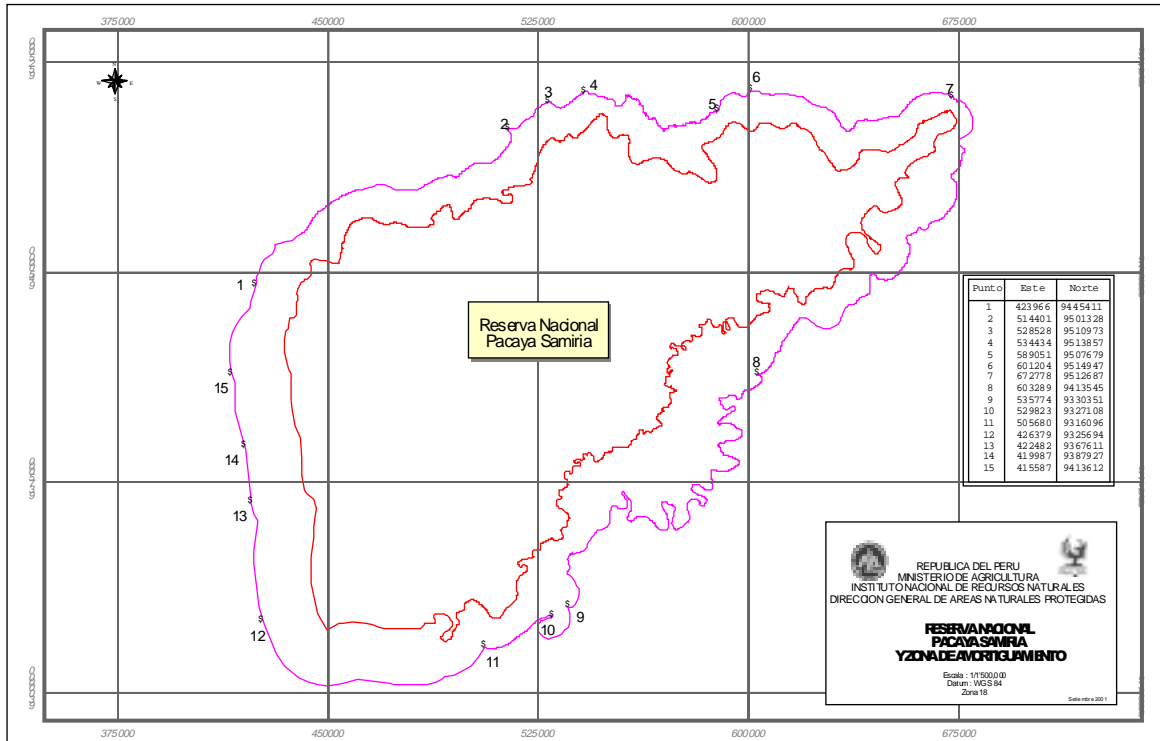 375000 450000 525000 600000 675000
N
W E
S
1
2
3
4
5
6
7
8
9
10
11
12
13
14
15
Reserva Nacional
Pacaya Samiria
Punto Este Norte
1 423966 9445411
2 514401 9501328
3 528528 9510973
4 534434 9513857
5 589051 9507679
6 601204 9514947
7 672778 9512687
8 603289 9413545
9 535774 9330351
10 529823 9327108
11 505680 9316096
12 426379 9325694
13 422482 9367611
14 419987 9387927
15 415587 9413612
REPUBLICA DEL PERU
MINISTERIO DE AGRICULTURA
INSTITUTO NACIONAL DE RECURSOS NATURALES
DIRECCION GENERAL DE AREAS NATURALES PROTEGIDAS
RESERVA NACIONAL
PACAYA SAMIRIA
Y ZONA DE AMORTIGUAMIENTO
Escala : 1/1'500,000
Datum : WGS 84
Zona 18
Setiembre 2001
375000 450000 525000 600000 675000